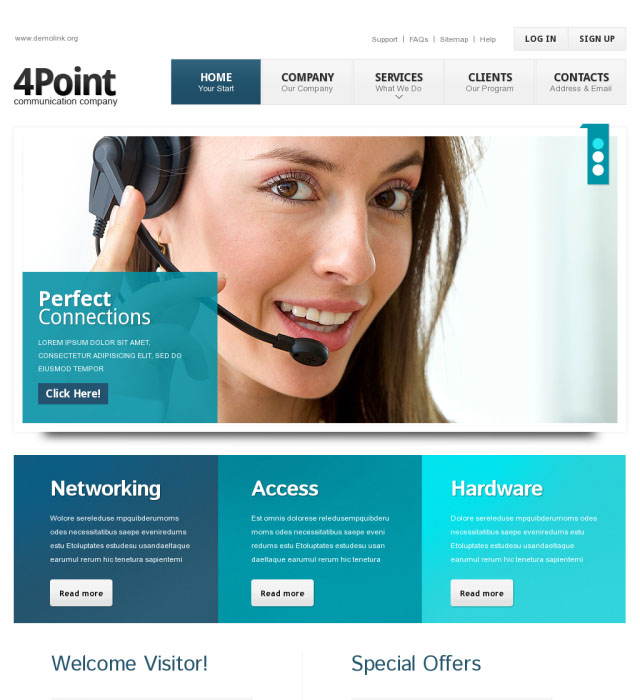 www.demolink.org
Support | FAQs | Sitemap | Help
LOG IN
SIGN UP
4Point
communication company
HOME
Your Start
COMPANY
Our Company
SERVICES
What We Do
CLIENTS
Our Program
CONTACTS
Address & Email
Perfect
Connections
LOREM IPSUM DOLOR SIT AMET,
CONSECTETUR ADIPISICING ELIT, SED DO
EIUSMOD TEMPOR
Click Here!
Networking
Wolore sereleduse mpquibderumoms
odes necessitatibus saepe eveniredums
estu Etoluptates estudesu usandaeltaque
earumul rerum hic tenetura sapientemi
Read more
Access
Est omnis dolorese reledusempquibderu
moms odes necessitatibus saepe eveni
redums estu Etoluptates estudesu usan
daeltaque earumul rerum hic tenetura
Read more
Hardware
Dolore sereleduse mpquibderumoms odes
necessitatibus saepe eveniredums estu
Etoluptates estudesu usandaeltaque
earumul rerum hic tenetura sapientemi
Read more
Welcome Visitor!
Special Offers